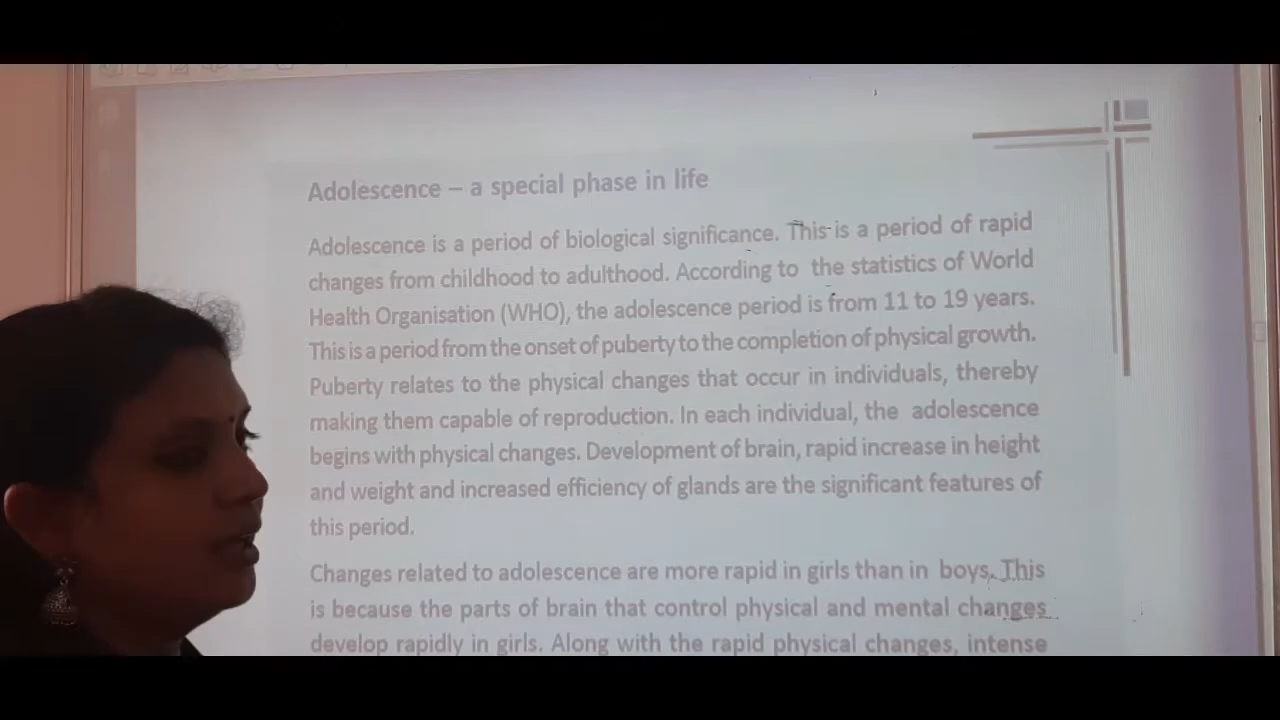 Adolescence – a special phase in life
Adolescence is a period of biological significance. This is a period of rapid
changes from childhood to adulthood. According to the statistics of World
Health Organisation (WHO), the adolescence period is from 11 to 19 years.
This is a period from the onset of puberty to the completion of physical growth.
Puberty relates to the physical changes that occur in individuals, thereby
making them capable of reproduction. In each individual, the adolescence
begins with physical changes. Development of brain, rapid increase in height
and weight and increased efficiency of glands are the significant features of
this period.
Changes related to adolescence are more rapid in girls than in boys. This
is because the parts of brain that control physical and mental changes
develop rapidly in girls. Along with the rapid physical changes, intense